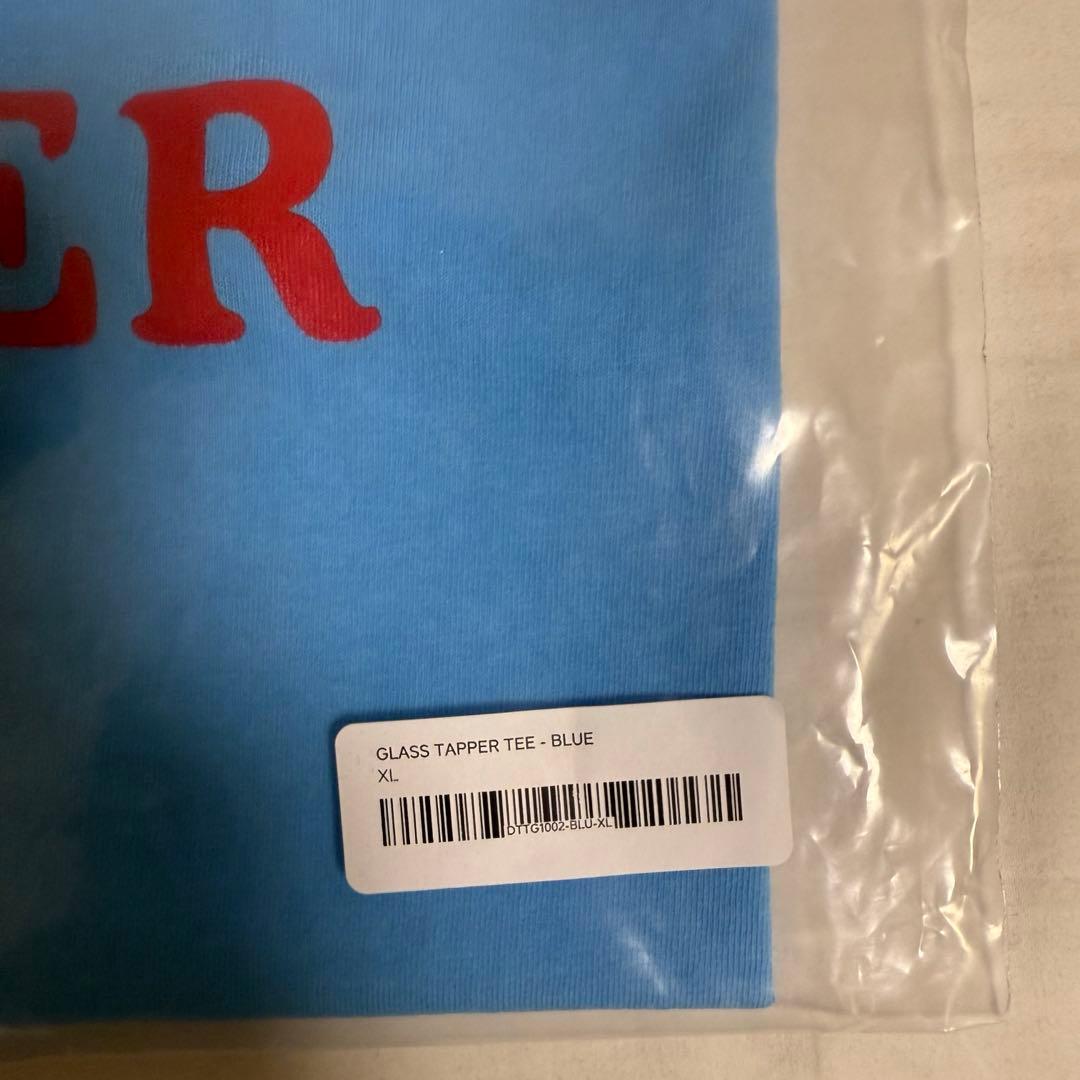 ER
GLASS TAPPER TEE - BLUE
XL
DTTG1002-BLU-XL